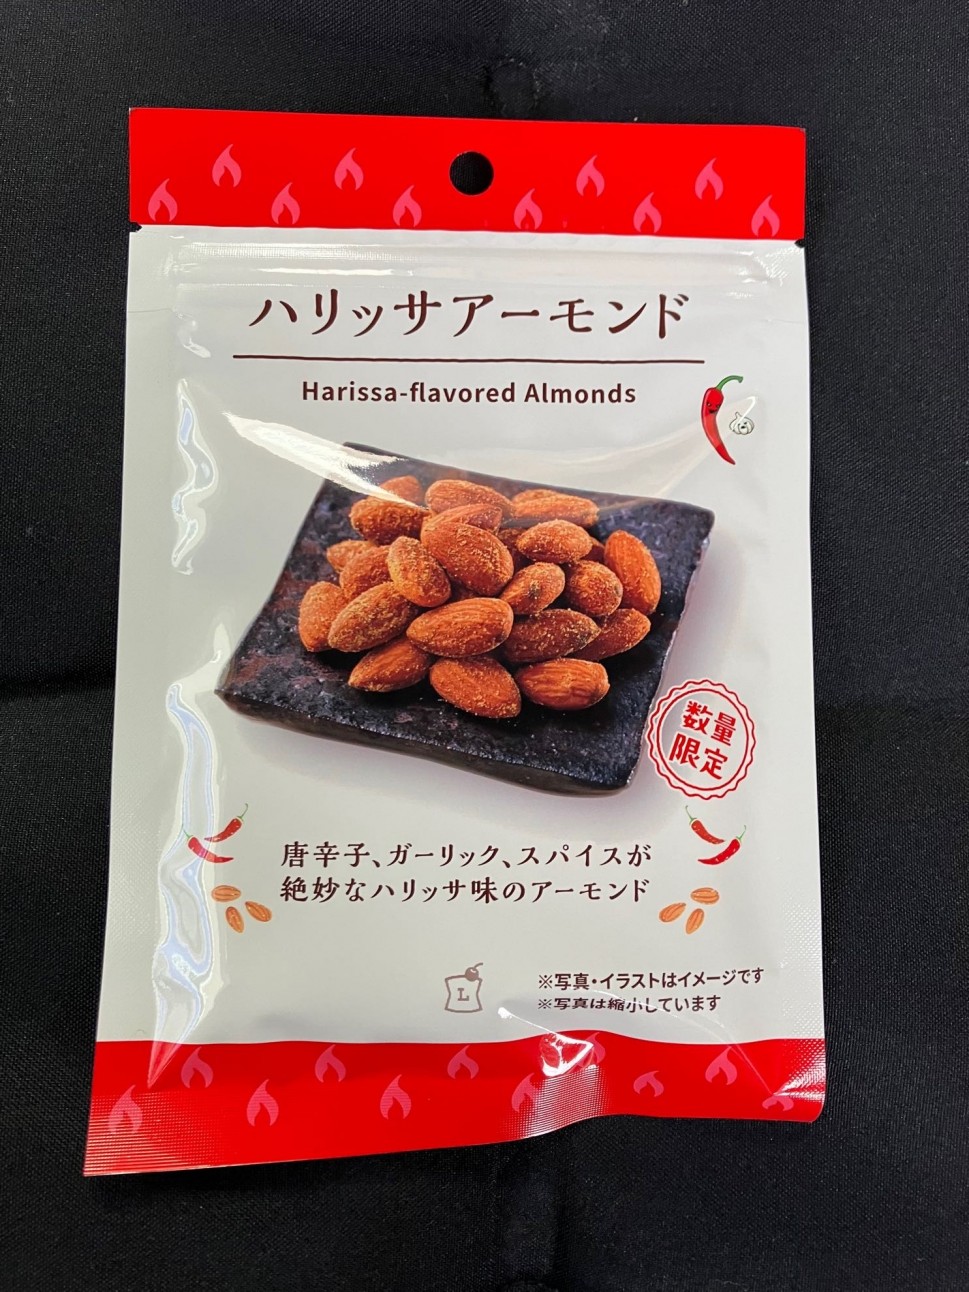 ハリッサアーモンド
Harissa-flavored Almonds
数量
限定
唐辛子、ガーリック、スパイスが
絶妙なハリッサ味のアーモンド
L
※写真・イラストはイメージです
※写真は縮小しています